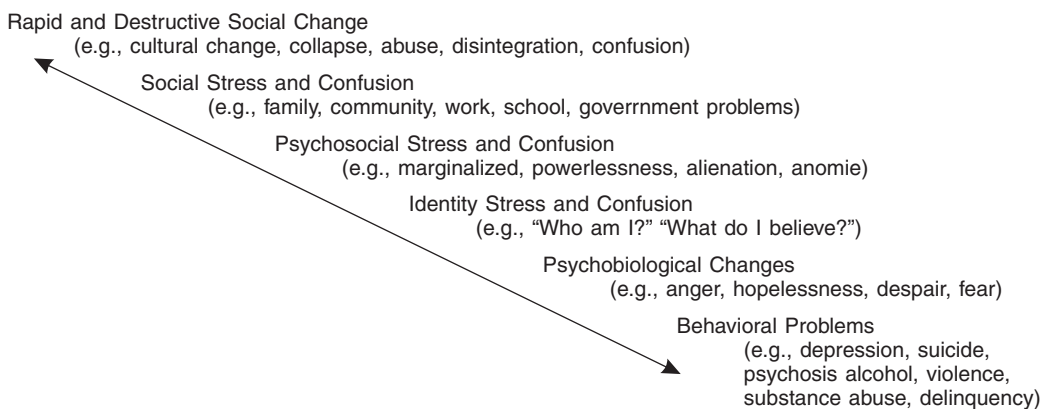 Rapid and Destructive Social Change
(e.g., cultural change, collapse, abuse, disintegration, confusion)
Social Stress and Confusion
(e.g., family, community, work, school, goverrnment problems)
Psychosocial Stress and Confusion
(e.g., marginalized, powerlessness, alienation, anomie)
Identity Stress and Confusion
(e.g., “Who am I?” “What do I believe?”)
Psychobiological Changes
(e.g., anger, hopelessness, despair, fear)
Behavioral Problems
(e.g., depression, suicide,
psychosis alcohol, violence,
substance abuse, delinquency)